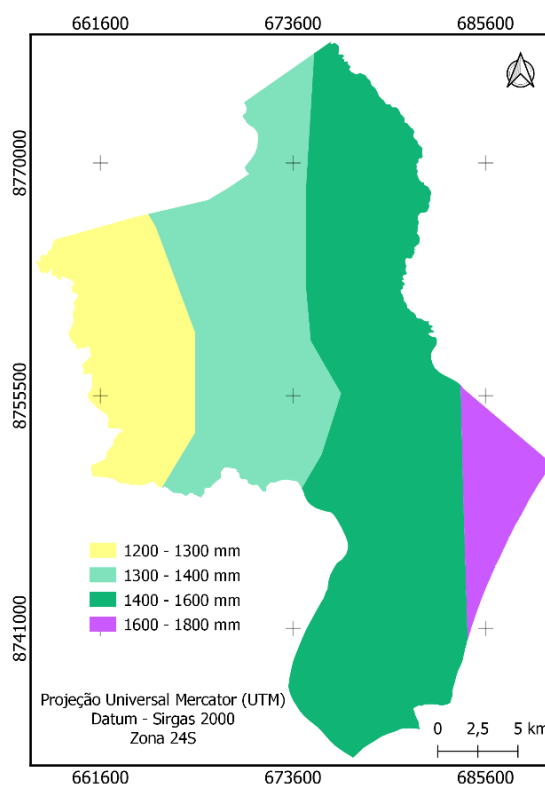 661600 673600 685600
8770000
8755500
8741000
1200 - 1300 mm
1300 - 1400 mm
1400 - 1600 mm
1600 - 1800 mm
Projeção Universal Mercator (UTM)
Datum - Sirgas 2000
Zona 24S
0 2,5 5 km
661600 673600 685600